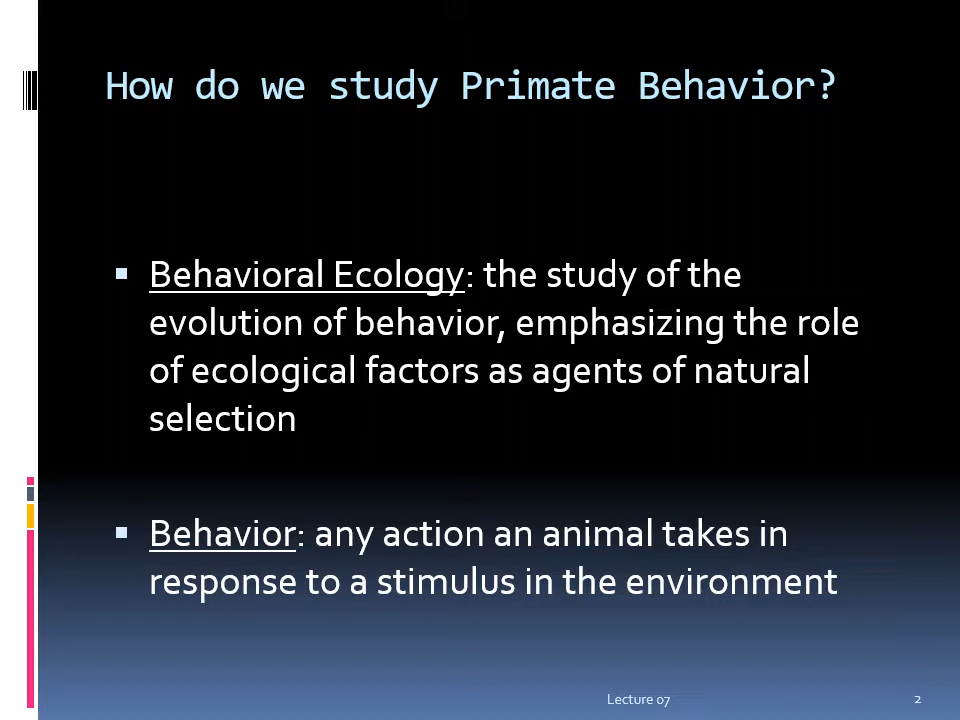 How do we study Primate Behavior?
Behavioral Ecology: the study of the
evolution of behavior, emphasizing the role
of ecological factors as agents of natural
selection
Behavior: any action an animal takes in
response to a stimulus in the environment
Lecture 07
2